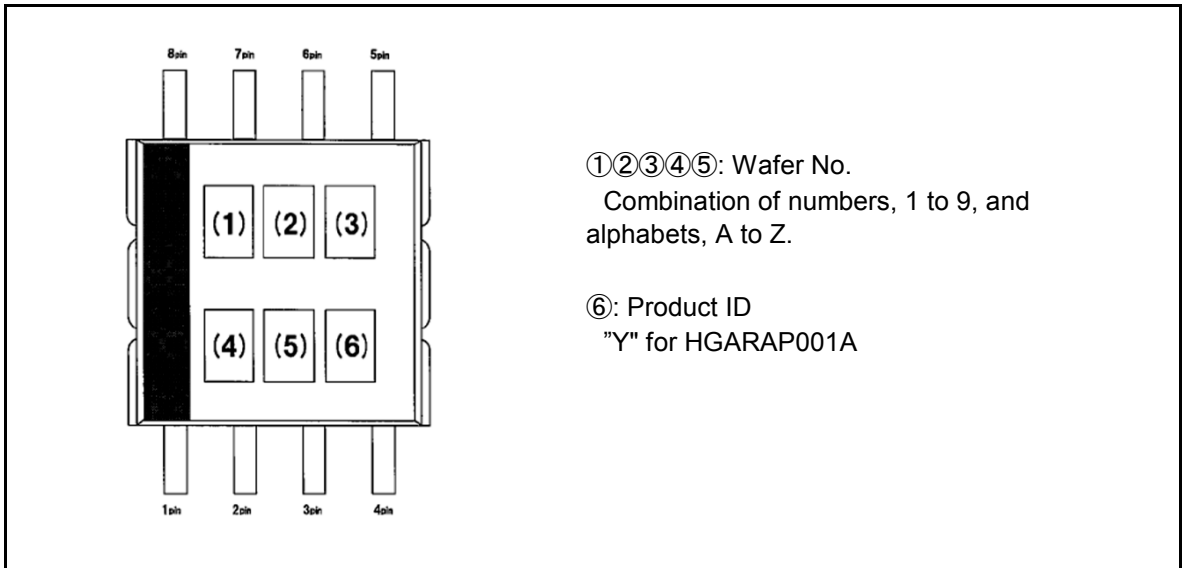 8pin 7pin 6pin 5pin
(1) (2) (3)
(4) (5) (6)
1pin 2pin 3pin 4pin
①②③④⑤: Wafer No.
Combination of numbers, 1 to 9, and
alphabets, A to Z.
⑥: Product ID
”Y" for HGARAP001A